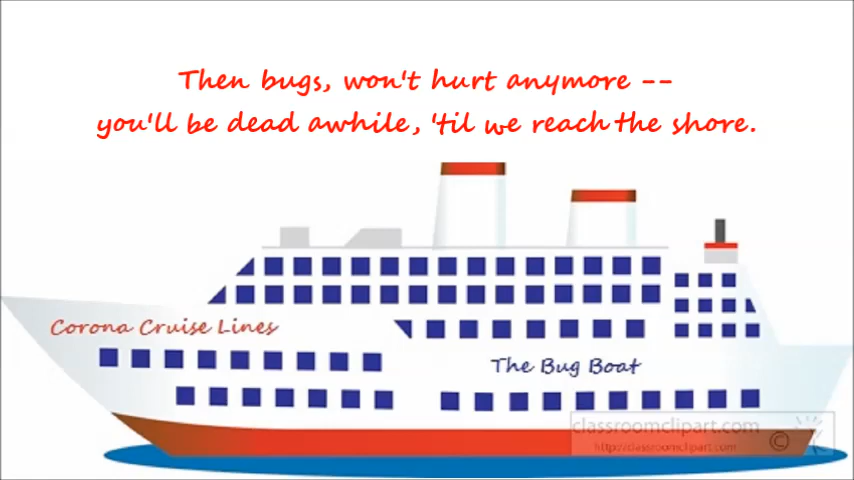 Then bugs, won't hurt anymore --
you'll be dead awhile, 'til we reach the shore.
Corona Cruise Lines
The Bug Boat
classroomclipart.com
http://classroomclipart.com ©